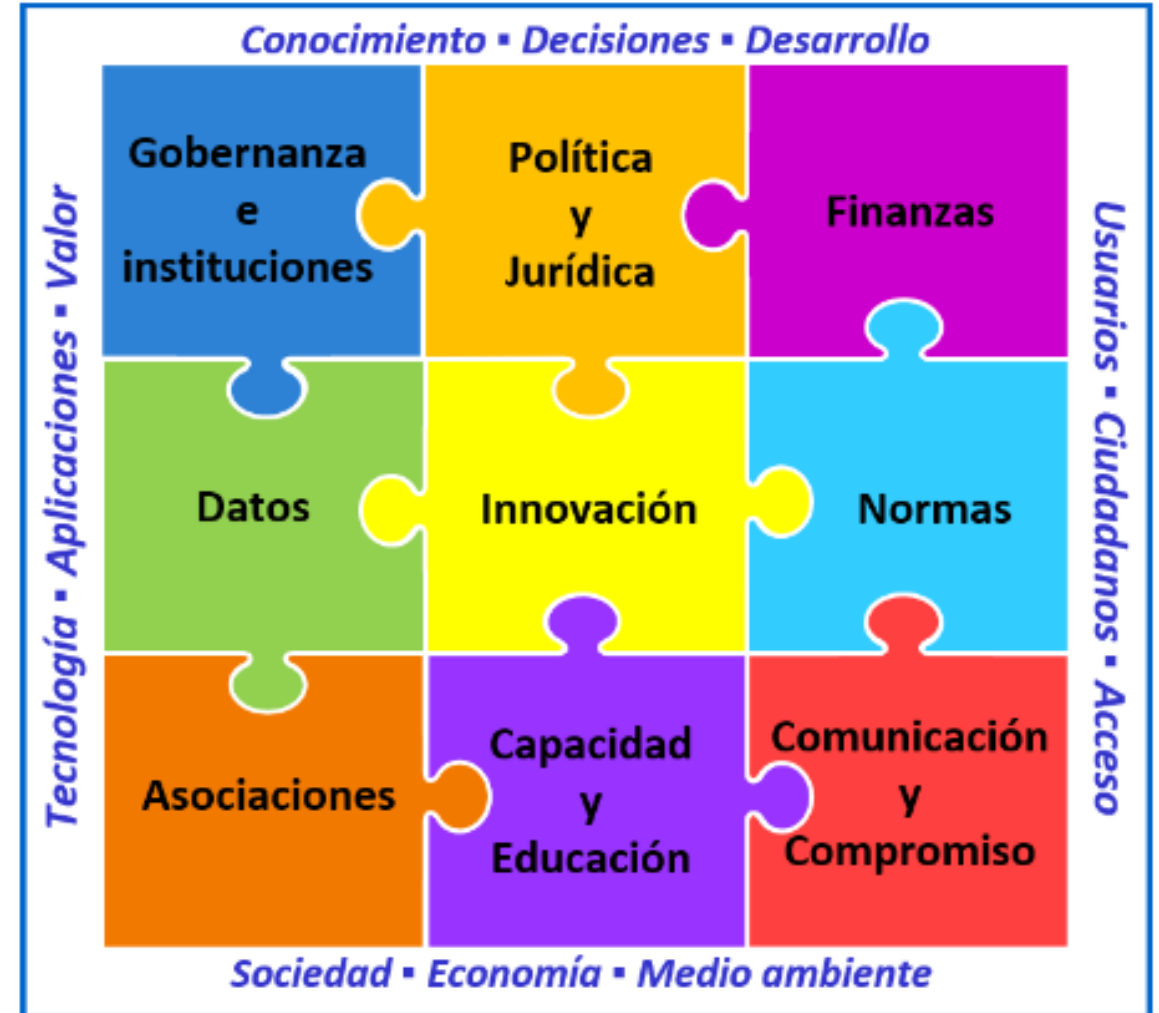 Conocimiento ▪ Decisiones ▪ Desarrollo
Gobernanza
e
instituciones
Política
y
Jurídica
Finanzas
Tecnología ▪ Aplicaciones ▪ Valor
Usuarios ▪ Ciudadanos ▪ Acceso
Datos
Innovación
Normas
Asociaciones
Capacidad
y
Educación
Comunicación
y
Compromiso
Sociedad ▪ Economía ▪ Medio ambiente